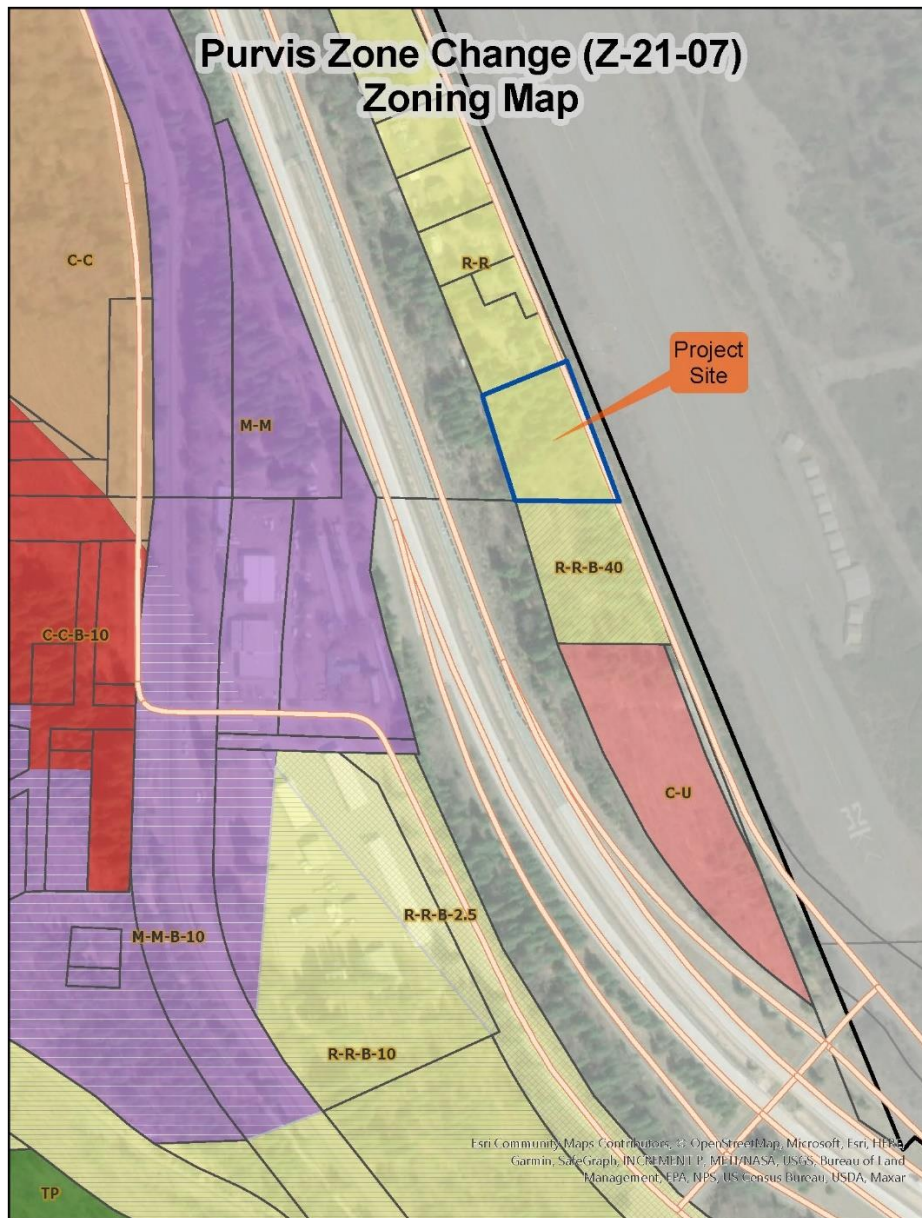 Purvis Zone Change (Z-21-07)
Zoning Map
C-C
R-R
Project
Site
M-M
R-R-B-40
C-C-B-10
C-U
R-R-B-2.5
M-M-B-10
R-R-B-10
TP
Esri Community Maps Contributors, © OpenStreetMap, Microsoft, Esri, HERE,
Garmin, SafeGraph, INCREMENT P, METI/NASA, USGS, Bureau of Land
Management, EPA, NPS, US Census Bureau, USDA, Maxar